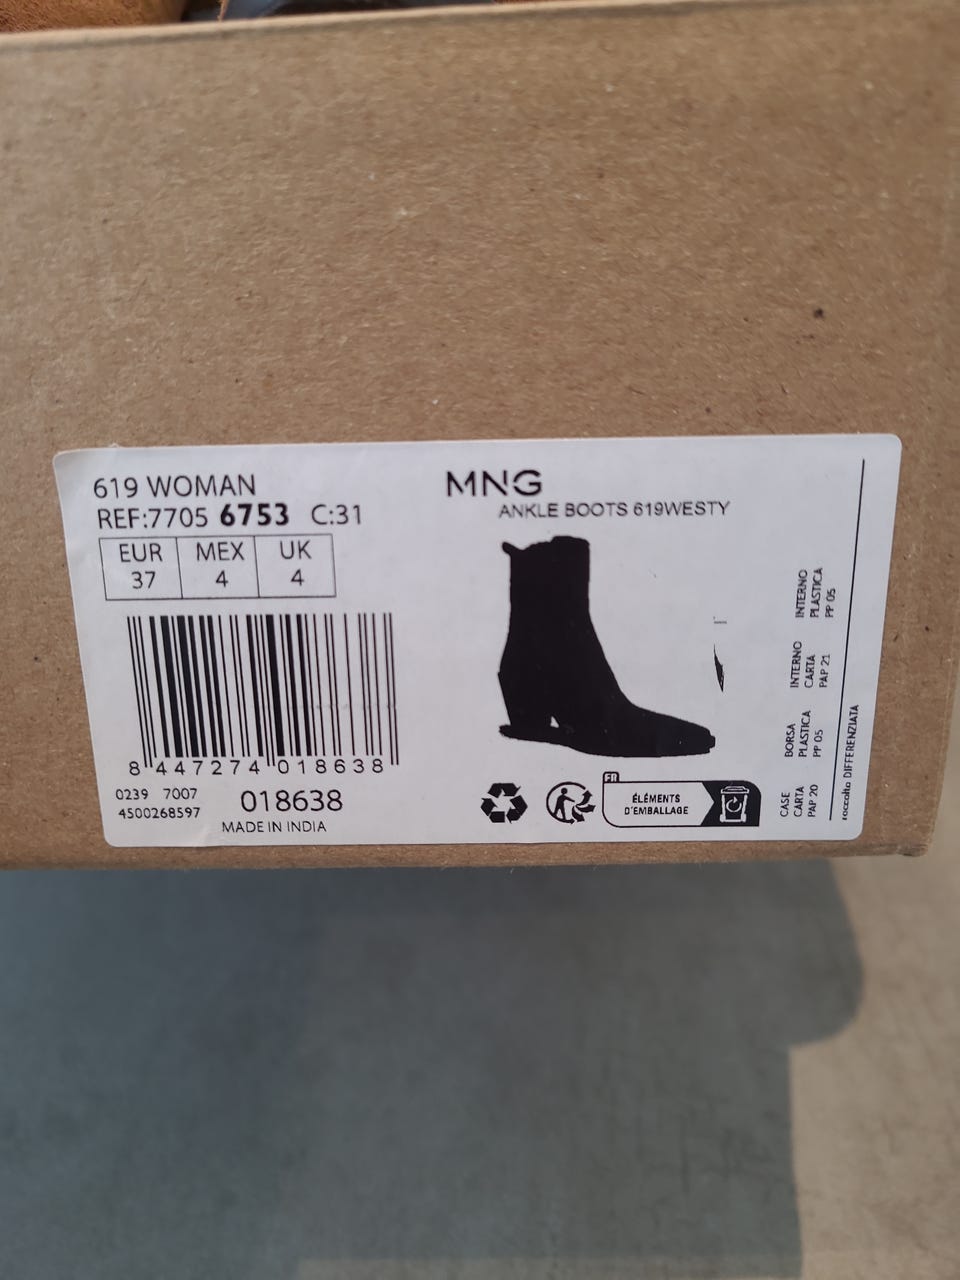 619 WOMAN
REF:7705 6753 C:31
EUR MEX UK
37 4 4
8 447274 018638
0239 7007
4500268597
018638
MADE IN INDIA
MNG
ANKLE BOOTS 619WESTY
FR
ÉLÉMENTS
D'EMBALLAGE
CASE
CARTA
PAP 20
BORSA
PLASTICA
PP 05
INTERNO
CARTA
PAP 21
INTERNO
PLASTICA
PP 05
raccolta DIFFERENZIATA